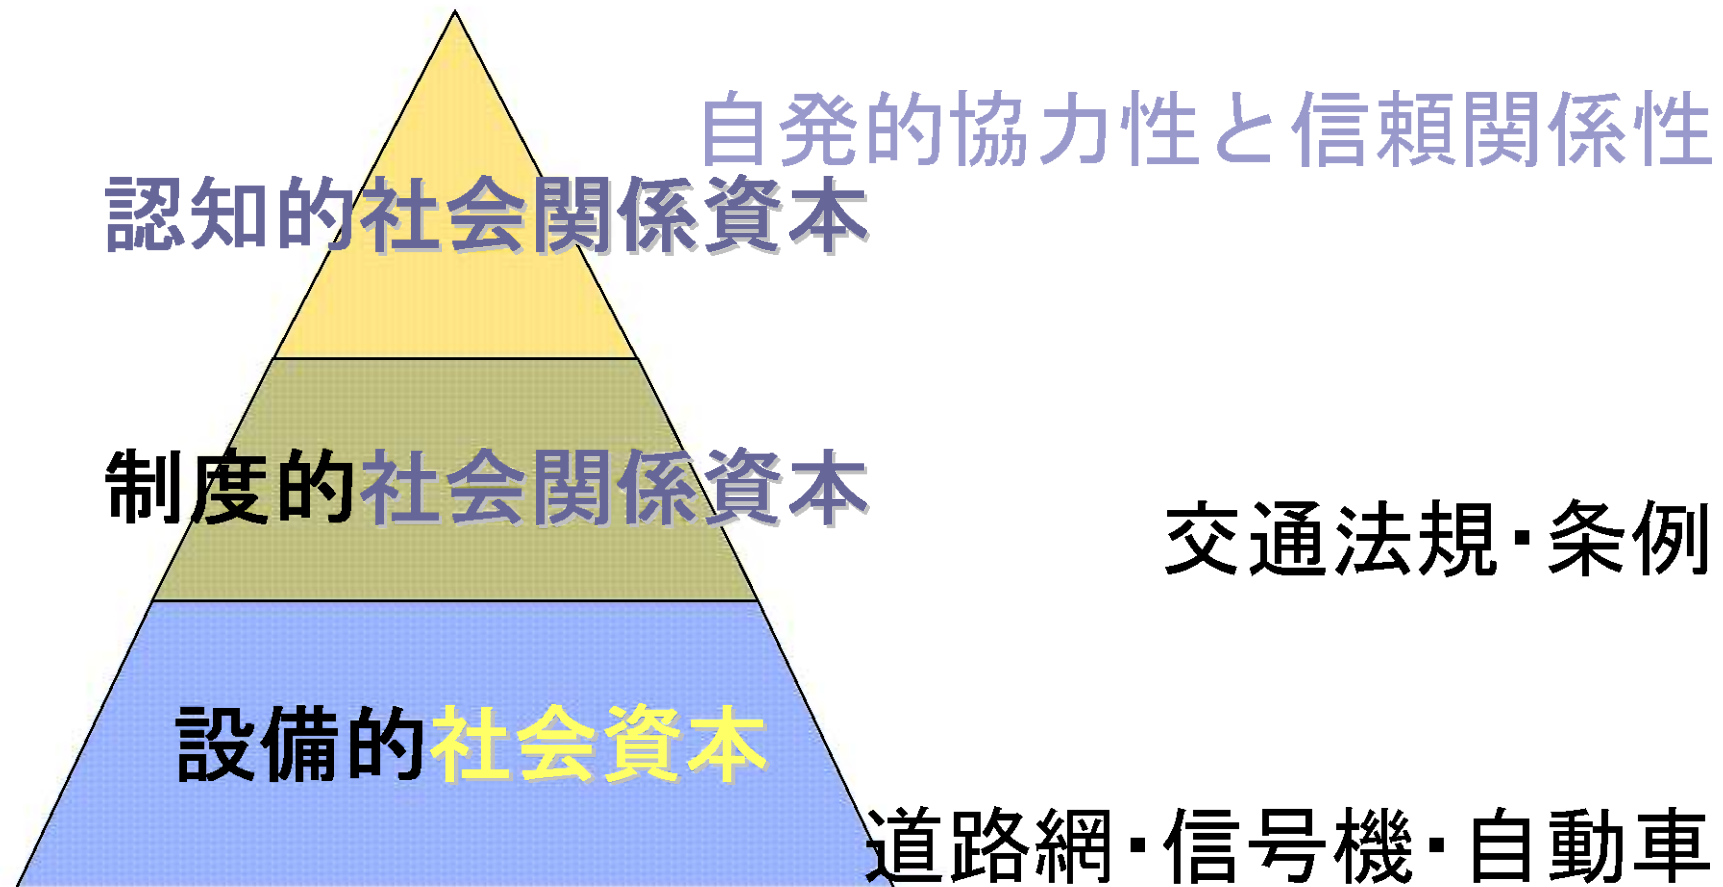 自発的協力性と信頼関係性
認知的社会関係資本
制度的社会関係資本
交通法規・条例
設備的社会資本
道路網・信号機・自動車